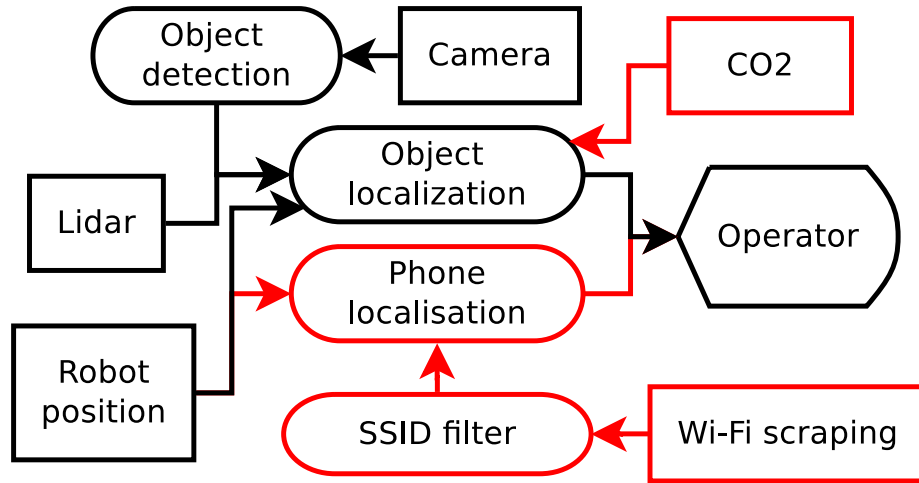 Object
detection
Camera
CO2
Object
localization
Lidar
Operator
Phone
localisation
Robot
position
SSID filter
Wi-Fi scraping